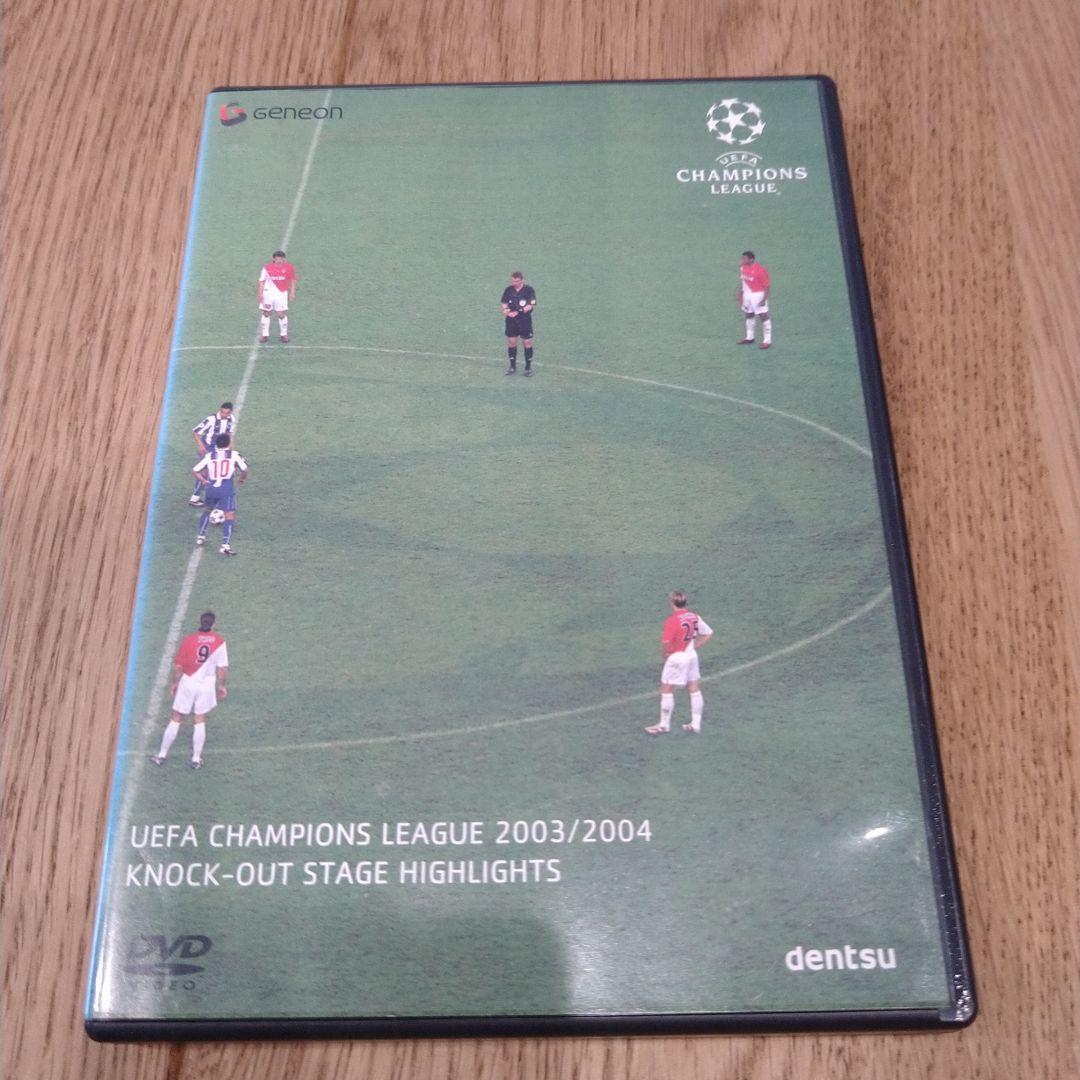 Geneon
UEFA
CHAMPIONS
LEAGUE
10
9
25
UEFA CHAMPIONS LEAGUE 2003/2004
KNOCK-OUT STAGE HIGHLIGHTS
DVD
VIDEO
dentsu